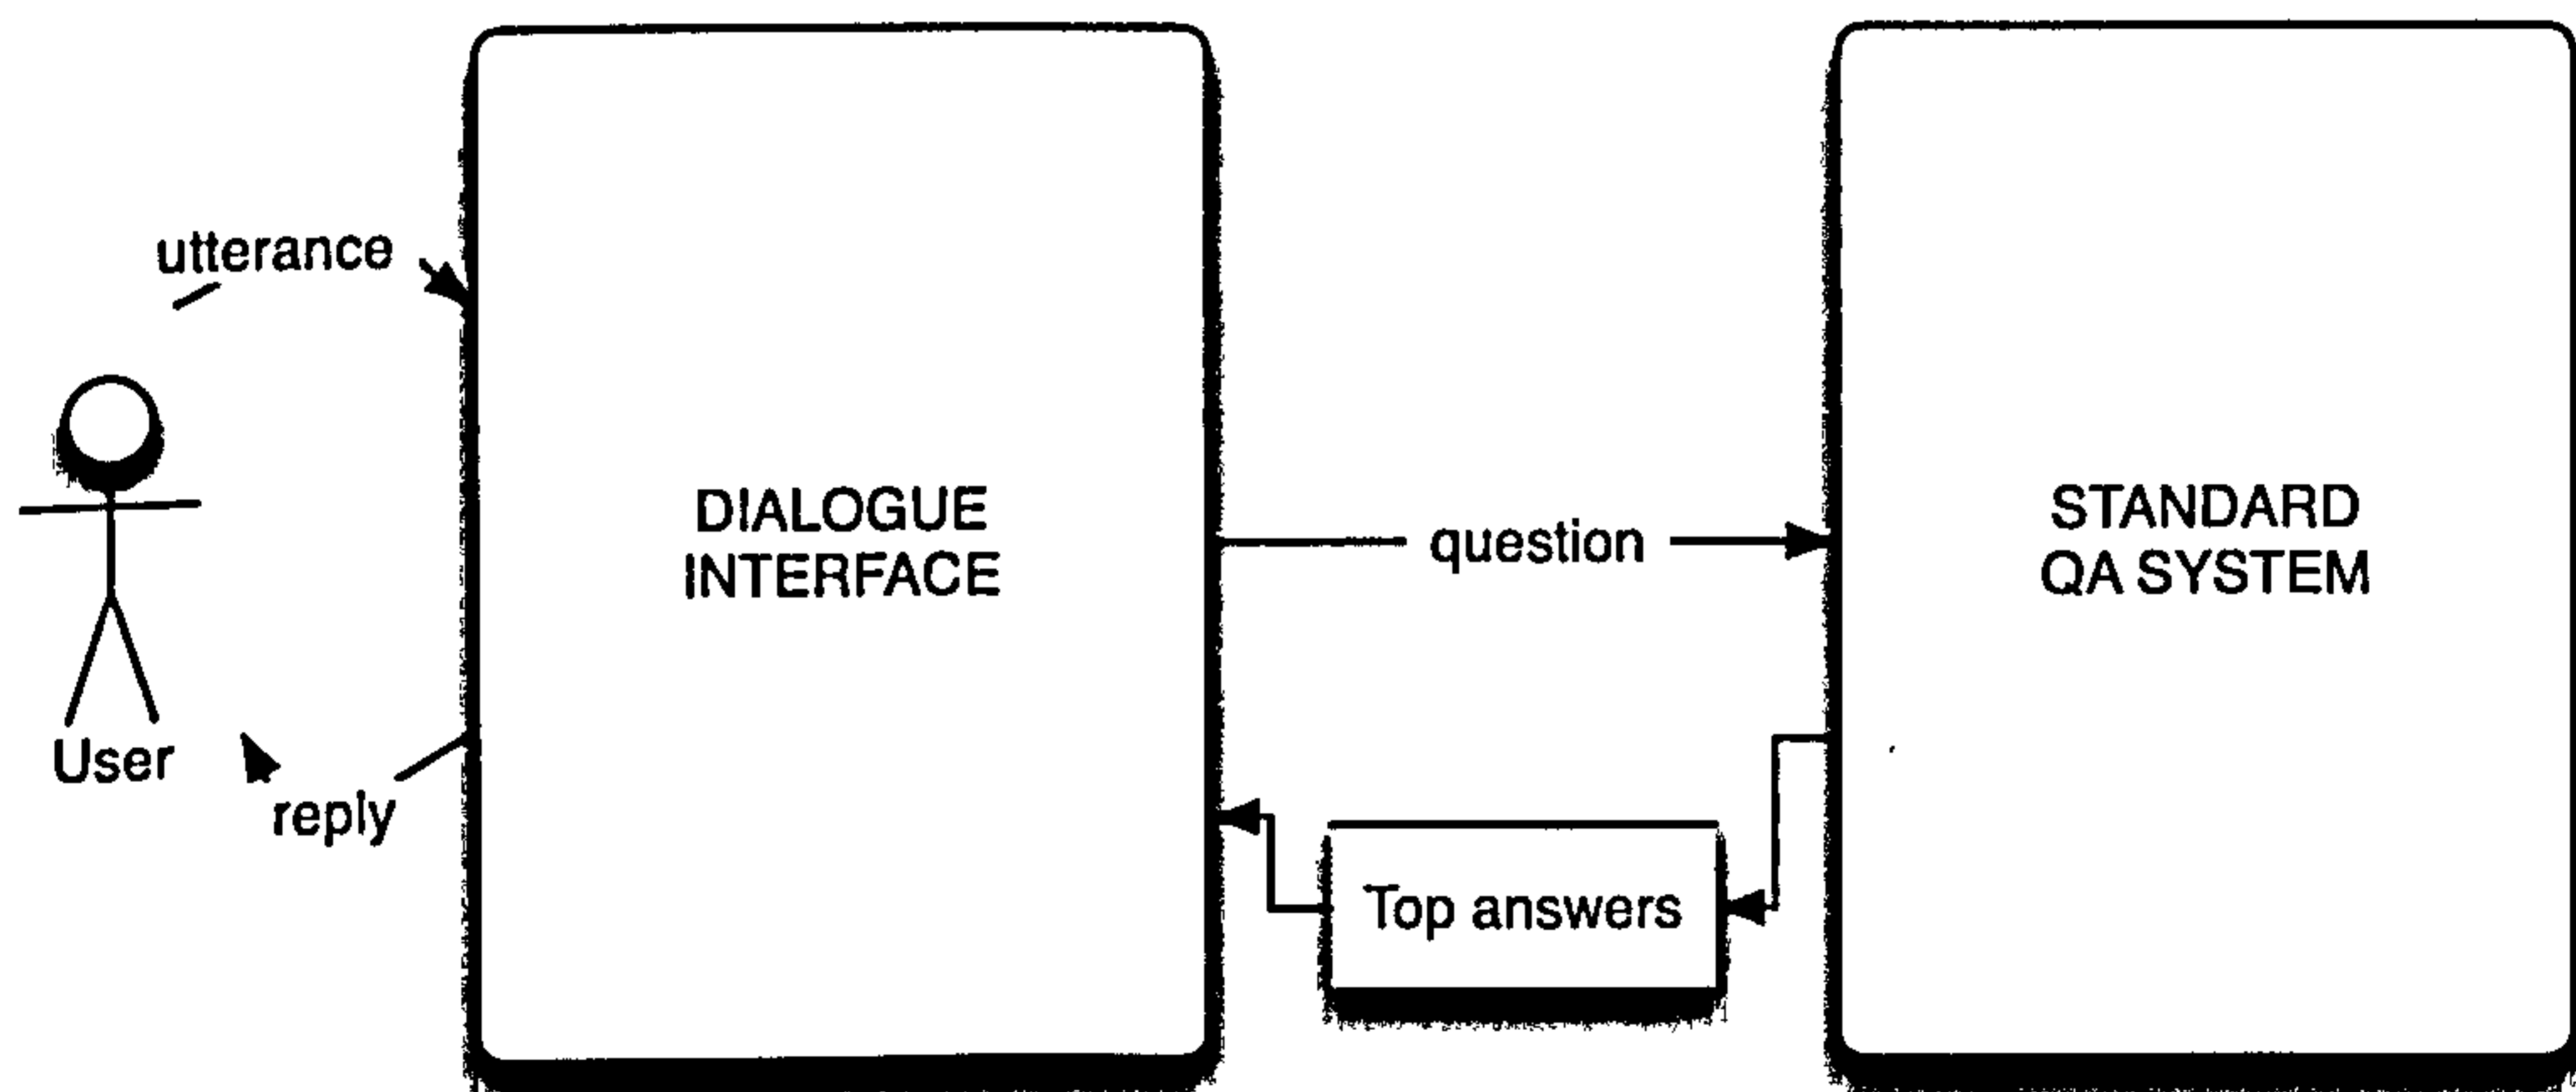 utterance
User
reply
DIALOGUE
INTERFACE
question
Top answers
STANDARD
QA SYSTEM